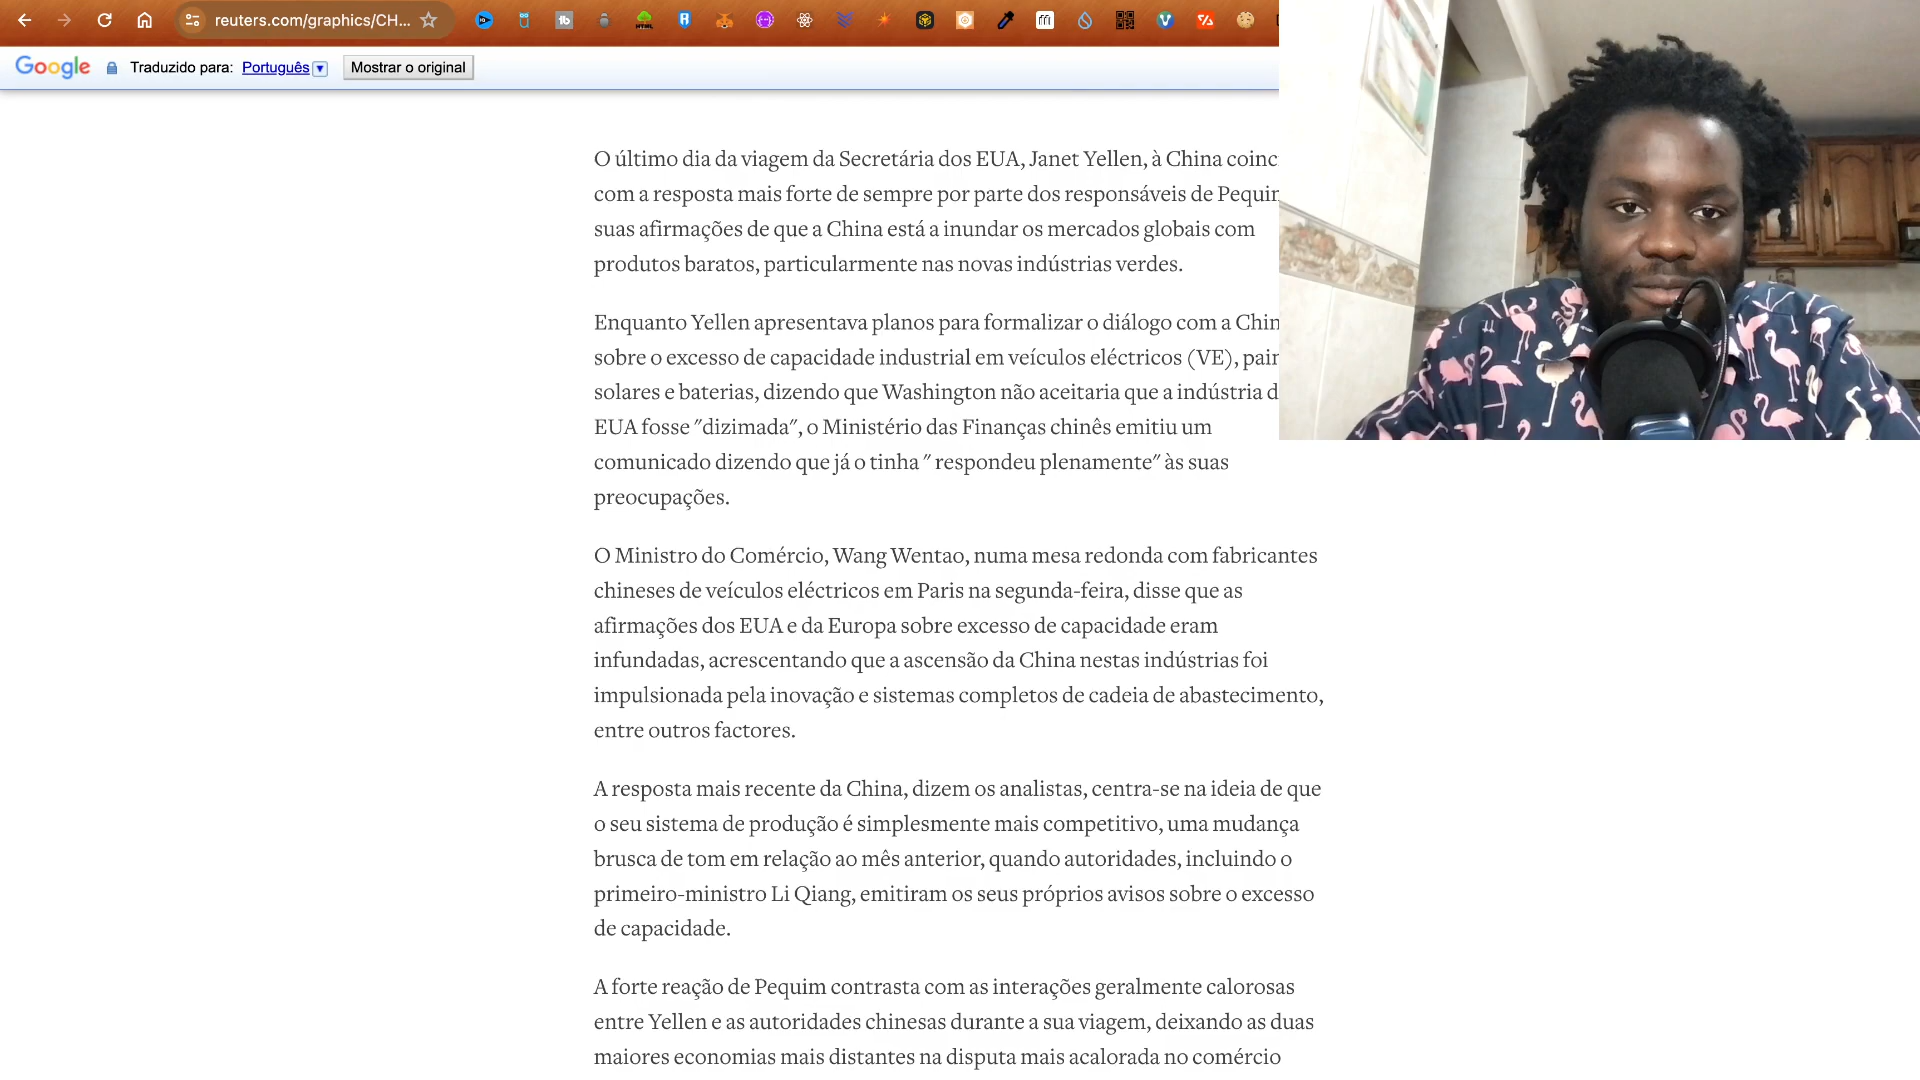 reuters.com/graphics/CH...
Google Traduzido para: Português Mostrar o original
O último dia da viagem da Secretária dos EUA, Janet Yellen, à China coinc
com a resposta mais forte de sempre por parte dos responsáveis de Pequim
suas afirmações de que a China está a inundar os mercados globais com
produtos baratos, particularmente nas novas indústrias verdes.
Enquanto Yellen apresentava planos para formalizar o diálogo com a Chin
sobre o excesso de capacidade industrial em veículos eléctricos (VE), pain
solares e baterias, dizendo que Washington não aceitaria que a indústria d
EUA fosse "dizimada", o Ministério das Finanças chinês emitiu um
comunicado dizendo que já o tinha " respondeu plenamente" às suas
preocupações.
O Ministro do Comércio, Wang Wentao, numa mesa redonda com fabricantes
chineses de veículos eléctricos em Paris na segunda-feira, disse que as
afirmações dos EUA e da Europa sobre excesso de capacidade eram
infundadas, acrescentando que a ascensão da China nestas indústrias foi
impulsionada pela inovação e sistemas completos de cadeia de abastecimento,
entre outros factores.
A resposta mais recente da China, dizem os analistas, centra-se na ideia de que
o seu sistema de produção é simplesmente mais competitivo, uma mudança
brusca de tom em relação ao mês anterior, quando autoridades, incluindo o
primeiro-ministro Li Qiang, emitiram os seus próprios avisos sobre o excesso
de capacidade.
A forte reação de Pequim contrasta com as interações geralmente calorosas
entre Yellen e as autoridades chinesas durante a sua viagem, deixando as duas
maiores economias mais distantes na disputa mais acalorada no comércio